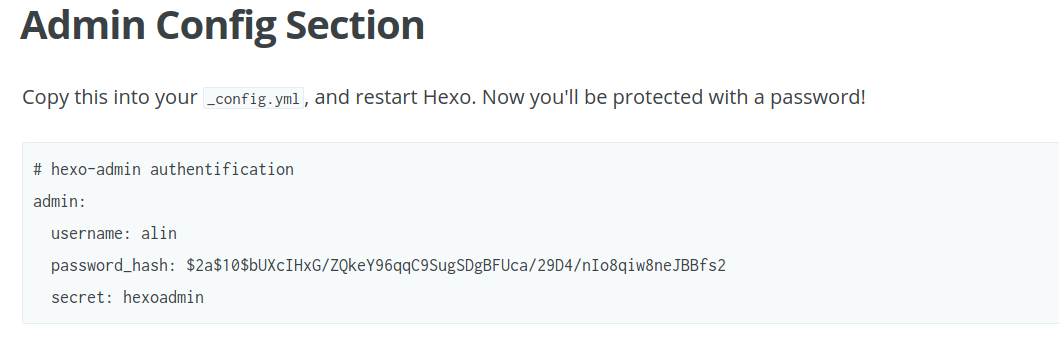 Admin Config Section
Copy this into your _config.yml, and restart Hexo. Now you'll be protected with a password!
# hexo-admin authentification
admin:
username: alin
password_hash: $2a$10$bUXcIHxG/ZQkeY96qqC9SugSDgBFUca/29D4/nIo8qiw8neJBBfs2
secret: hexoadmin